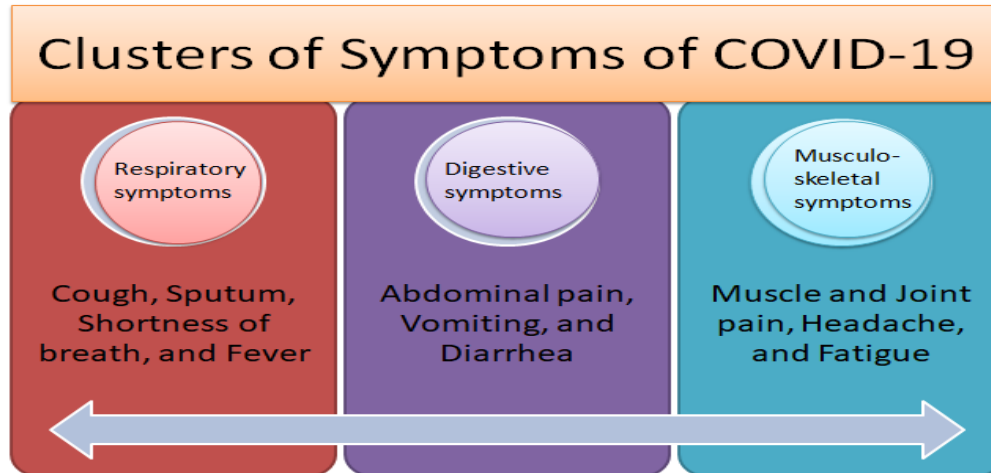 Clusters of Symptoms of COVID-19
Respiratory
symptoms
Cough, Sputum,
Shortness of
breath, and Fever
Digestive
symptoms
Abdominal pain,
Vomiting, and
Diarrhea
Musculo-
skeletal
symptoms
Muscle and Joint
pain, Headache,
and Fatigue